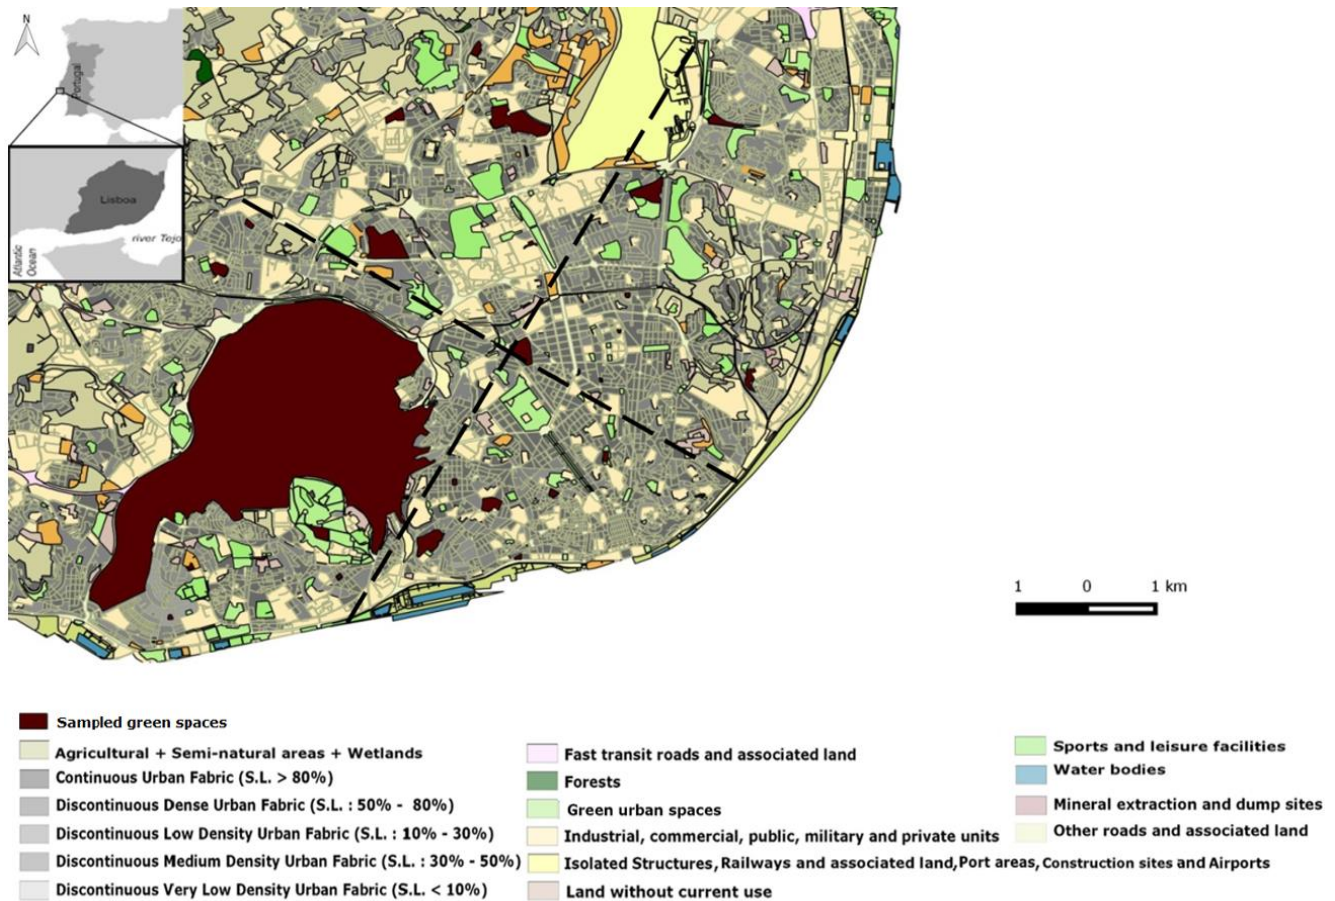 N
Portugal
Lisboa
river Tejo
Atlantic
Ocean
1 0 1 km
Sampled green spaces
Agricultural + Semi-natural areas + Wetlands
Continuous Urban Fabric (S.L. > 80%)
Discontinuous Dense Urban Fabric (S.L. : 50% - 80%)
Discontinuous Low Density Urban Fabric (S.L. : 10% - 30%)
Discontinuous Medium Density Urban Fabric (S.L. : 30% - 50%)
Discontinuous Very Low Density Urban Fabric (S.L. < 10%)
Fast transit roads and associated land
Forests
Green urban spaces
Industrial, commercial, public, military and private units
Isolated Structures, Railways and associated land, Port areas, Construction sites and Airports
Land without current use
Sports and leisure facilities
Water bodies
Mineral extraction and dump sites
Other roads and associated land